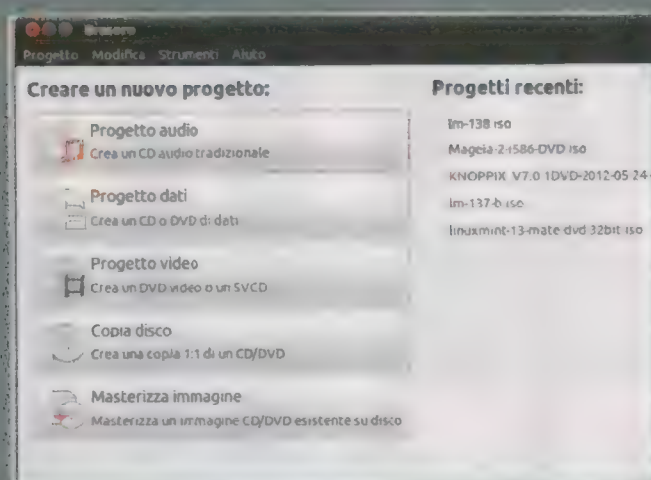 Brasero
Progetto Modifica Strumenti Aiuto
Creare un nuovo progetto:
Progetto audio
Crea un CD audio tradizionale
Progetto dati
Crea un CD o DVD di dati
Progetto video
Crea un DVD video o un SVCD
Copia disco
Crea una copia 1:1 di un CD/DVD
Masterizza immagine
Masterizza un immagine CD/DVD esistente su disco
Progetti recenti:
lm-138 iso
Mageia-2-i586-DVD iso
KNOPPIX V7.0 1DVD-2012-05 24-
lm-137-b iso
linuxmint-13-mate dvd 32bit iso